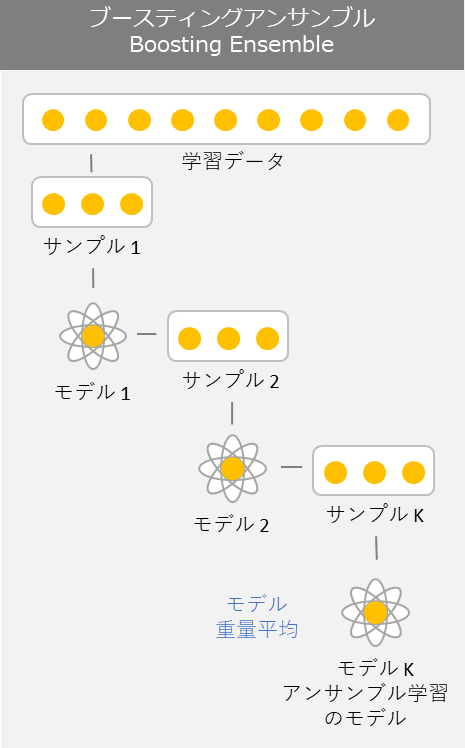 ブースティングアンサンブル
Boosting Ensemble
学習データ
サンプル 1
モデル 1
サンプル 2
モデル 2
サンプル K
モデル
重量平均
モデル K
アンサンブル学習
のモデル